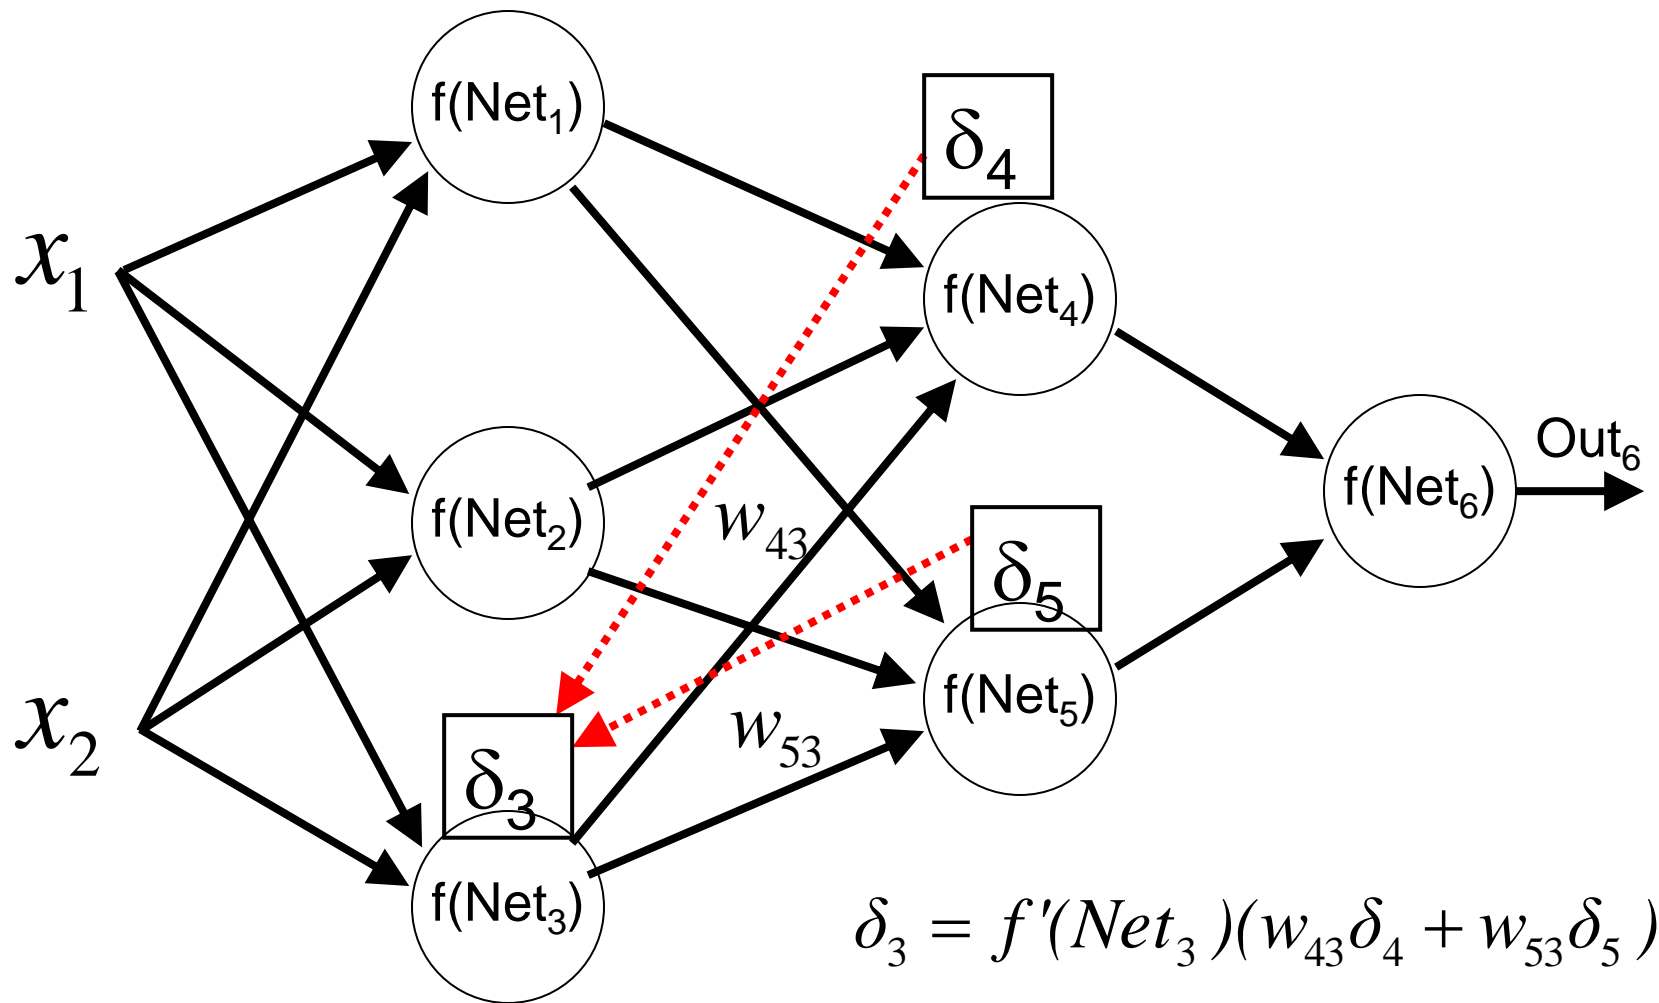 f(Net₁)
δ₄
x₁
f(Net₄)
Out₆
f(Net₂)
w₄₃
f(Net₆)
δ₅
x₂
w₅₃
f(Net₅)
δ₃
f(Net₃)
δ₃ = f'(Net₃)(w₄₃δ₄ + w₅₃δ₅)